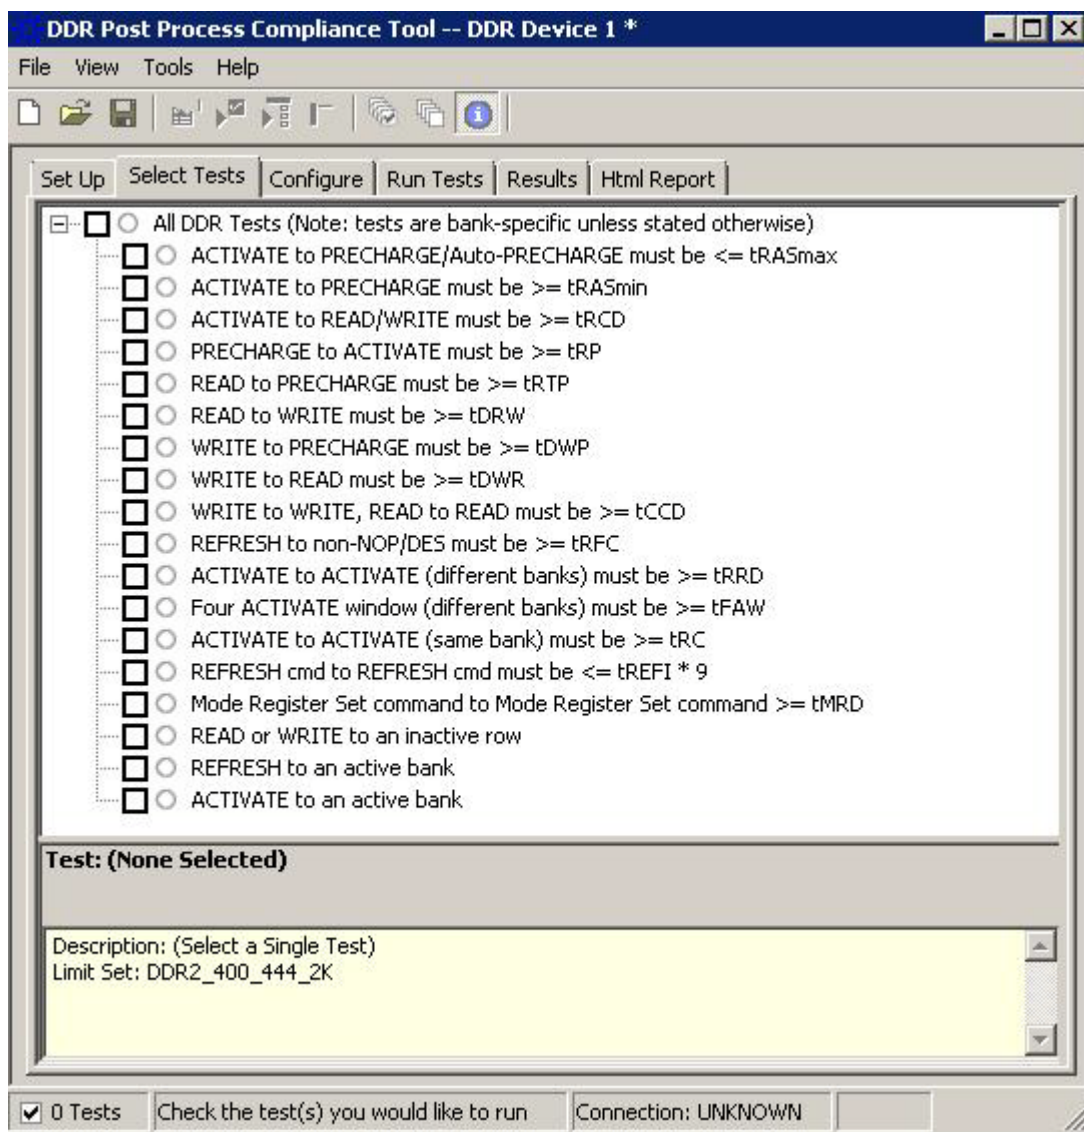 DDR Post Process Compliance Tool -- DDR Device 1 *
File View Tools Help
Set Up Select Tests Configure Run Tests Results Html Report
All DDR Tests (Note: tests are bank-specific unless stated otherwise)
ACTIVATE to PRECHARGE/Auto-PRECHARGE must be <= tRASmax
ACTIVATE to PRECHARGE must be >= tRASmin
ACTIVATE to READ/WRITE must be >= tRCD
PRECHARGE to ACTIVATE must be >= tRP
READ to PRECHARGE must be >= tRTP
READ to WRITE must be >= tDRW
WRITE to PRECHARGE must be >= tDWP
WRITE to READ must be >= tDWR
WRITE to WRITE, READ to READ must be >= tCCD
REFRESH to non-NOP/DES must be >= tRFC
ACTIVATE to ACTIVATE (different banks) must be >= tRRD
Four ACTIVATE window (different banks) must be >= tFAW
ACTIVATE to ACTIVATE (same bank) must be >= tRC
REFRESH cmd to REFRESH cmd must be <= tREFI * 9
Mode Register Set command to Mode Register Set command >= tMRD
READ or WRITE to an inactive row
REFRESH to an active bank
ACTIVATE to an active bank
Test: (None Selected)
Description: (Select a Single Test)
Limit Set: DDR2_400_444_2K
0 Tests Check the test(s) you would like to run Connection: UNKNOWN